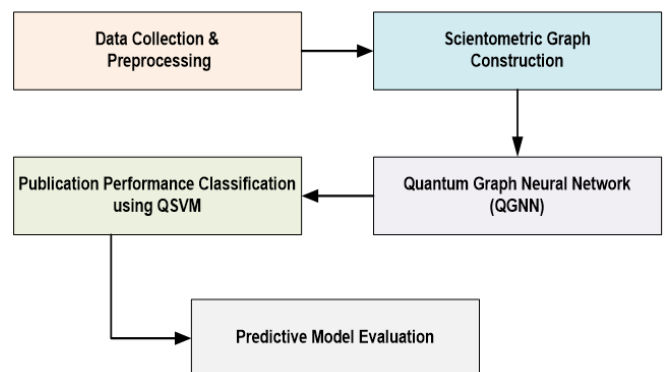 Data Collection &
Preprocessing
Scientometric Graph
Construction
Quantum Graph Neural Network
(QGNN)
Publication Performance Classification
using QSVM
Predictive Model Evaluation